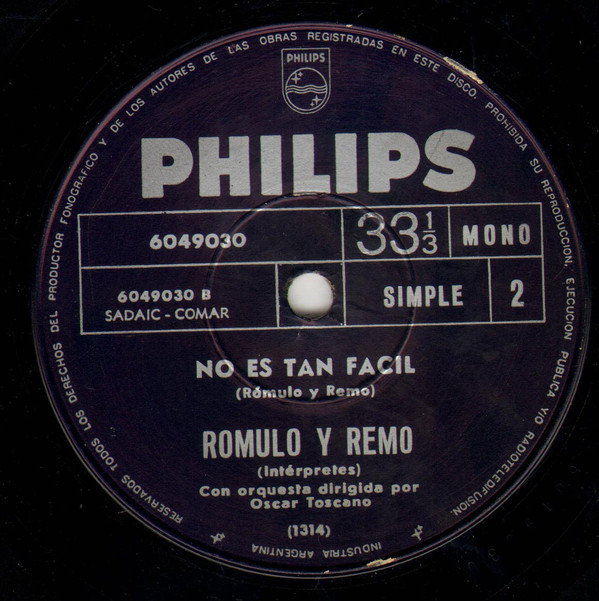 RESERVADOS TODOS LOS DERECHOS DEL PRODUCTOR FONOGRAFICO Y DE LOS AUTORES DE LAS OBRAS REGISTRADAS EN ESTE DISCO. PROHIBIDA SU REPRODUCCION, EJECUCION PUBLICA Y/O RADIOTELEDIFUSION.
PHILIPS
PHILIPS
6049030
33 1/3
MONO
6049030 B
SADAIC - COMAR
SIMPLE
2
NO ES TAN FACIL
(Rómulo y Remo)
ROMULO Y REMO
(Intérpretes)
Con orquesta dirigida por
Oscar Toscano
(1314)
INDUSTRIA ARGENTINA